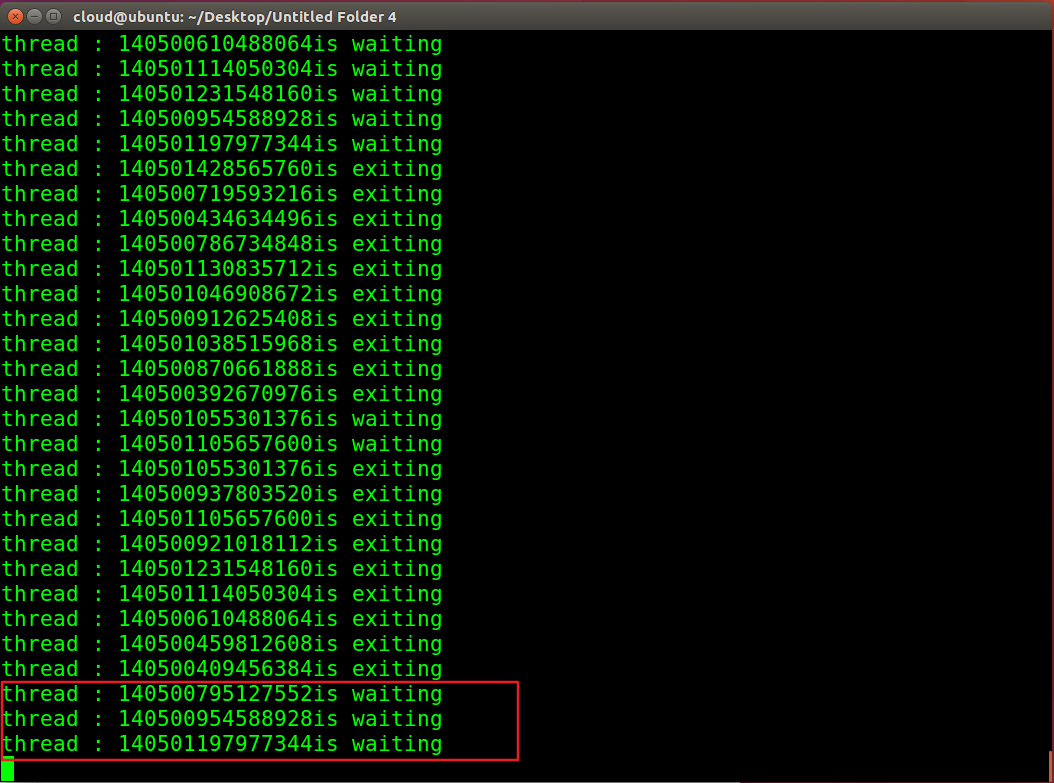 cloud@ubuntu: ~/Desktop/Untitled Folder 4
thread : 140500610488064is waiting
thread : 140501114050304is waiting
thread : 140501231548160is waiting
thread : 140500954588928is waiting
thread : 140501197977344is waiting
thread : 140501428565760is exiting
thread : 140500719593216is exiting
thread : 140500434634496is exiting
thread : 140500786734848is exiting
thread : 140501130835712is exiting
thread : 140501046908672is exiting
thread : 140500912625408is exiting
thread : 140501038515968is exiting
thread : 140500870661888is exiting
thread : 140500392670976is exiting
thread : 140501055301376is waiting
thread : 140501105657600is waiting
thread : 140501055301376is exiting
thread : 140500937803520is exiting
thread : 140501105657600is exiting
thread : 140500921018112is exiting
thread : 140501231548160is exiting
thread : 140501114050304is exiting
thread : 140500610488064is exiting
thread : 140500459812608is exiting
thread : 140500409456384is exiting
thread : 140500795127552is waiting
thread : 140500954588928is waiting
thread : 140501197977344is waiting